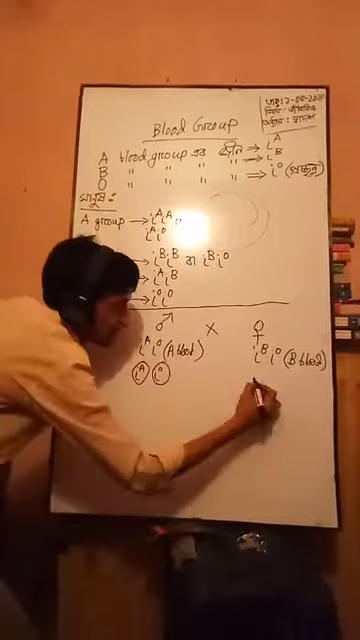 Blood Group
A blood group এর জীন → i^A
B " " " " → i^B
O " " " " ⇒ i^O (প্রচ্ছন্ন)
মানুষ :
A group → i^A i^A
i^A i^O
→ i^B i^B বা i^B i^O
→ i^A i^B
→ i^O i^O
♂ × ♀
i^A i^O (A blood) i^B i^O (B blood)
i^A i^O